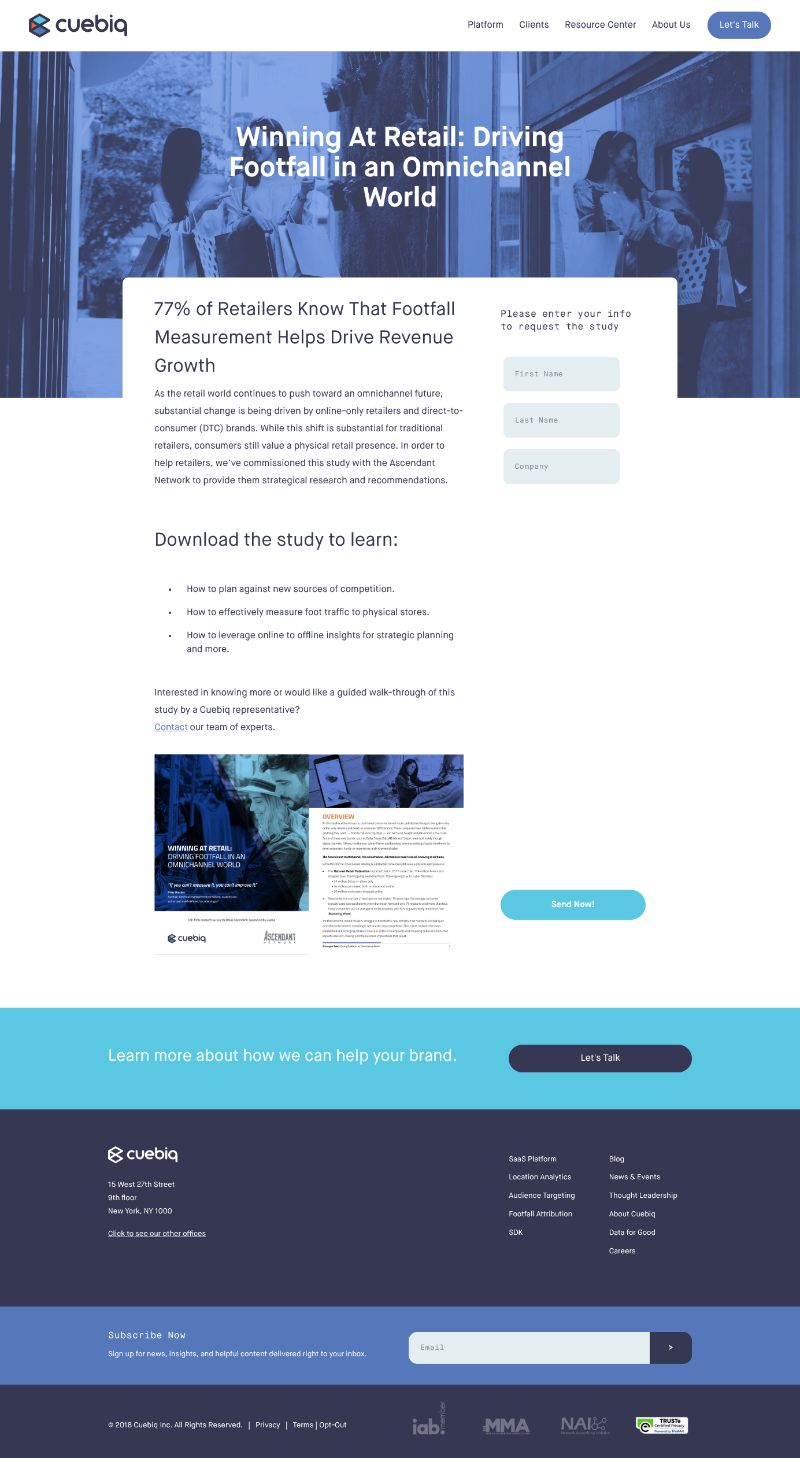 cuebiq
Platform
Clients
Resource Center
About Us
Let's Talk
Winning At Retail: Driving
Footfall in an Omnichannel
World
77% of Retailers Know That Footfall
Measurement Helps Drive Revenue
Growth
As the retail world continues to push toward an omnichannel future,
substantial change is being driven by online-only retailers and direct-to-
consumer (DTC) brands. While this shift is substantial for traditional
retailers, consumers still value a physical retail presence. In order to
help retailers, we've commissioned this study with the Ascendant
Network to provide them strategical research and recommendations.
Please enter your info
to request the study
First Name
Last Name
Company
Download the study to learn:
• How to plan against new sources of competition.
• How to effectively measure foot traffic to physical stores.
• How to leverage online to offline insights for strategic planning
and more.
Interested in knowing more or would like a guided walk-through of this
study by a Cuebiq representative?
Contact our team of experts.
WINNING AT RETAIL:
DRIVING FOOTFALL IN AN
OMNICHANNEL WORLD
"If you can't measure it, you can't improve it"
cuebiq
ASCENDANT
NETWORK
OVERVIEW
Send Now!
Learn more about how we can help your brand.
Let's Talk
cuebiq
15 West 27th Street
9th floor
New York, NY 1000
Click to see our other offices
SaaS Platform
Location Analytics
Audience Targeting
Footfall Attribution
SDK
Blog
News & Events
Thought Leadership
About Cuebiq
Data for Good
Careers
Subscribe Now
Sign up for news, insights, and helpful content delivered right to your inbox.
Email
>
© 2018 Cuebiq Inc. All Rights Reserved. | Privacy | Terms | Opt-Out
iab. member
MMA
NAI
TRUSTe
Certified Privacy